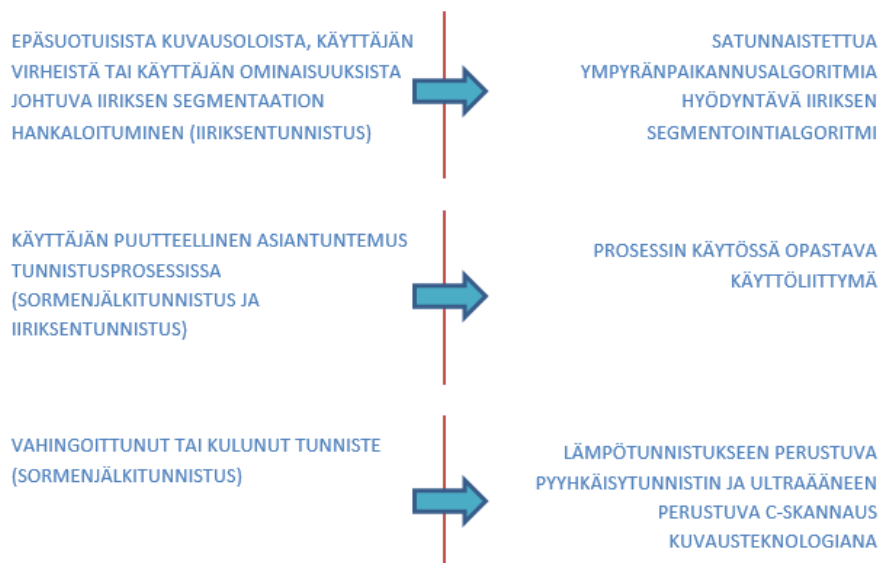 EPÄSUOTUISISTA KUVAUSOLOISTA, KÄYTTÄJÄN
VIRHEISTÄ TAI KÄYTTÄJÄN OMINAISUUKSISTA
JOHTUVA IIRIKSEN SEGMENTAATION
HANKALOITUMINEN (IIRIKSENTUNNISTUS)
SATUNNAISTETTUA
YMPYRÄNPAIKANNUSALGORITMIA
HYÖDYNTÄVÄ IIRIKSEN
SEGMENTOINTIALGORITMI
KÄYTTÄJÄN PUUTTEELLINEN ASIANTUNTEMUS
TUNNISTUSPROSESSISSA
(SORMENJÄLKITUNNISTUS JA
IIRIKSENTUNNISTUS)
PROSESSIN KÄYTÖSSÄ OPASTAVA
KÄYTTÖLIITTYMÄ
VAHINGOITTUNUT TAI KULUNUT TUNNISTE
(SORMENJÄLKITUNNISTUS)
LÄMPÖTUNNISTUKSEEN PERUSTUVA
PYYHKÄISYTUNNISTIN JA ULTRAÄÄNEEN
PERUSTUVA C-SKANNAUS
KUVAUSTEKNOLOGIANA